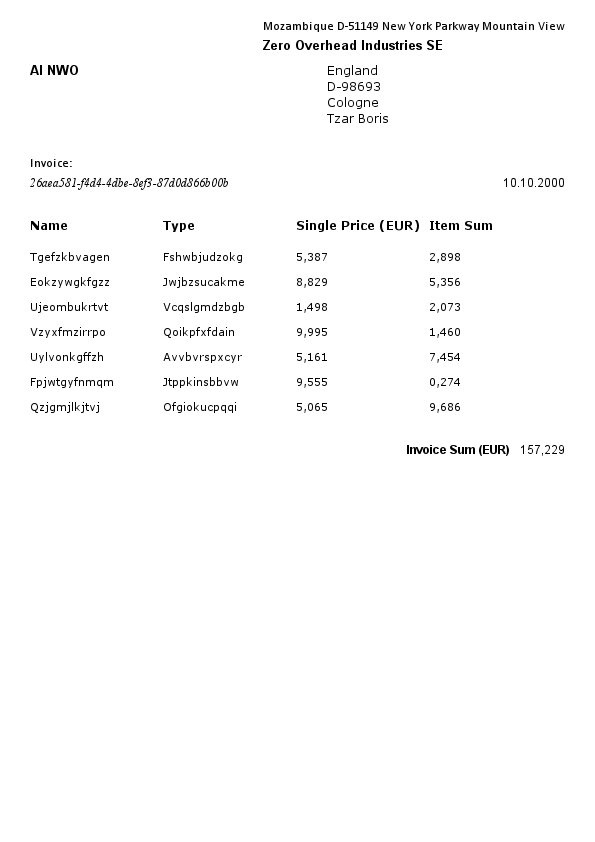 Mozambique D-51149 New York Parkway Mountain View
Zero Overhead Industries SE
AI NWO
England
D-98693
Cologne
Tzar Boris
Invoice:
26aea581-f4d4-4dbe-8ef3-87d0d866b00b 10.10.2000
Name Type Single Price (EUR) Item Sum
Tgefzkbvagen Fshwbjudzokg 5,387 2,898
Eokzywgkfgzz Jwjbzsucakme 8,829 5,356
Ujeombukrtvt Vcqslgmdzbgb 1,498 2,073
Vzyxfmzirrpo Qoikpfxfdain 9,995 1,460
Uylvonkgffzh Avvbvrspxcyr 5,161 7,454
Fpjwtgyfnmqm Jtppkinsbbvw 9,555 0,274
Qzjgmjlkjtvj Ofgiokucpqqi 5,065 9,686
Invoice Sum (EUR) 157,229